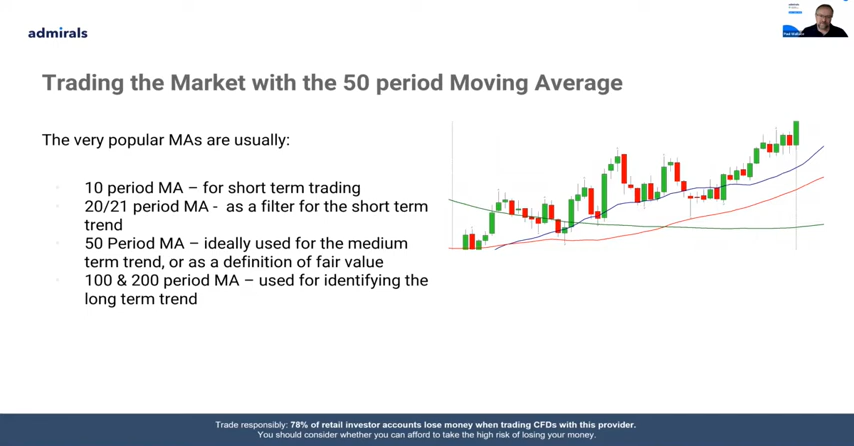 admirals
Trading the Market with the 50 period Moving Average
The very popular MAs are usually:
10 period MA – for short term trading
20/21 period MA - as a filter for the short term
trend
50 Period MA – ideally used for the medium
term trend, or as a definition of fair value
100 & 200 period MA – used for identifying the
long term trend
Trade responsibly: 78% of retail investor accounts lose money when trading CFDs with this provider.
You should consider whether you can afford to take the high risk of losing your money.